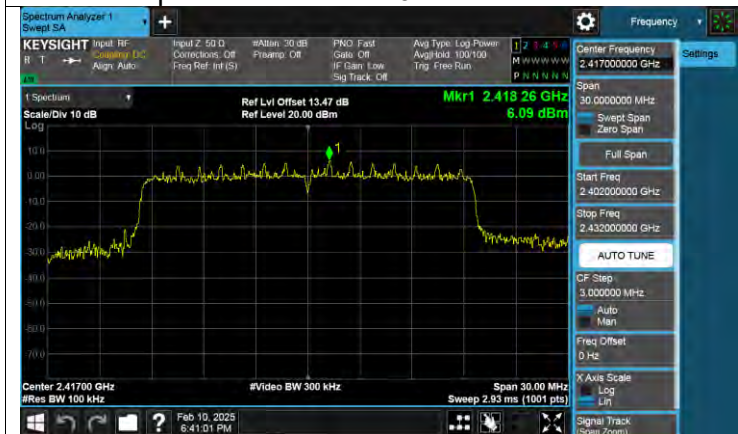 Spectrum Analyzer 1
Swept SA
Frequency
KEYSIGHT
R T
Input: RF
Coupling: DC
Align: Auto
Input Z: 50 Ω
Corrections: Off
Freq Ref: Int (S)
#Atten: 30 dB
Preamp: Off
PNO: Fast
Gate: Off
IF Gain: Low
Sig Track: Off
Avg Type: Log-Power
Avg|Hold: 100/100
Trig: Free Run
1 2 3 4 5 6
M W W W W W
P N N N N N
1 Spectrum
Scale/Div 10 dB
Log
Ref Lvl Offset 13.47 dB
Ref Level 20.00 dBm
Mkr1 2.418 26 GHz
6.09 dBm
1
10.0
0.00
-10.0
-20.0
-30.0
-40.0
-50.0
-60.0
-70.0
Center 2.41700 GHz
#Res BW 100 kHz
#Video BW 300 kHz
Span 30.00 MHz
Sweep 2.93 ms (1001 pts)
Center Frequency
2.417000000 GHz
Settings
Span
30.0000000 MHz
Swept Span
Zero Span
Full Span
Start Freq
2.402000000 GHz
Stop Freq
2.432000000 GHz
AUTO TUNE
CF Step
3.000000 MHz
Auto
Man
Freq Offset
0 Hz
X Axis Scale
Log
Lin
Signal Track
(Span Zoom)
?
Feb 10, 2025
6:41:01 PM